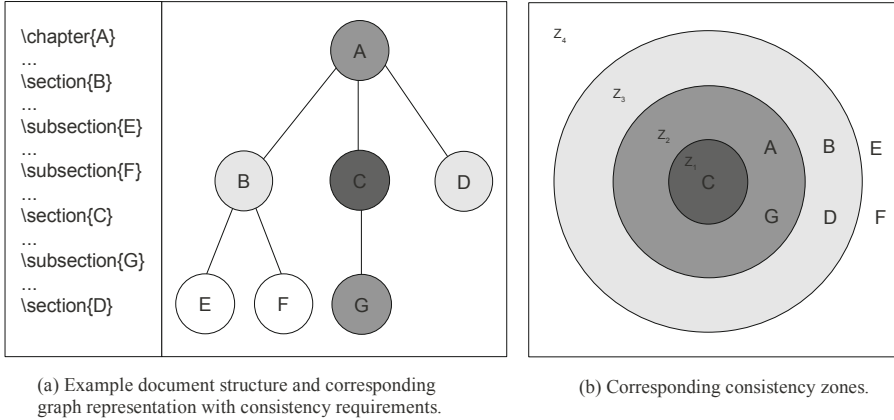 \chapter{A}
...
\section{B}
...
\subsection{E}
...
\subsection{F}
...
\section{C}
...
\subsection{G}
...
\section{D}
A
B
C
D
E
F
G
(a) Example document structure and corresponding
graph representation with consistency requirements.
Z4
Z3
Z2
Z1
C
A
B
E
G
D
F
(b) Corresponding consistency zones.